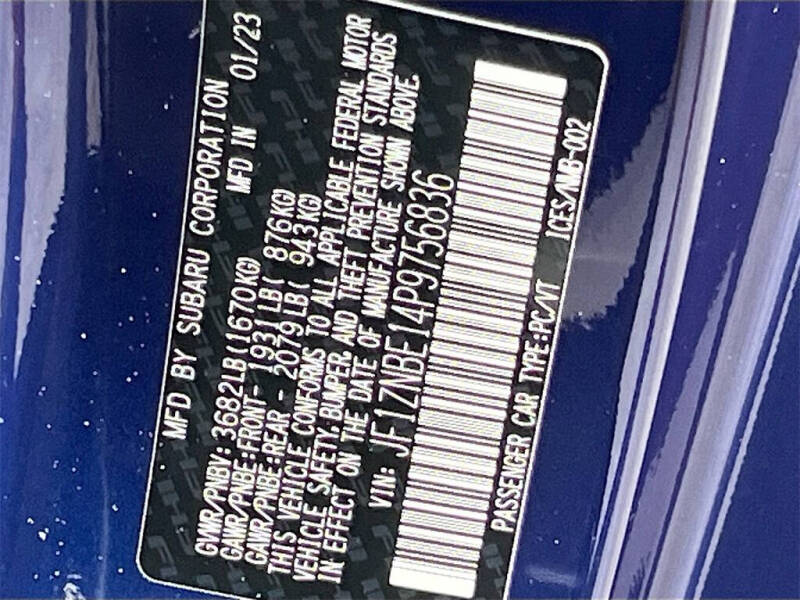 MFD BY SUBARU CORPORATION
MFD IN 01/23
GVWR/PNBV: 3682LB(1670KG)
GAWR/PNBE:FRONT- 1931LB( 876KG)
GAWR/PNBE:REAR - 2079LB( 943KG)
THIS VEHICLE CONFORMS TO ALL APPLICABLE FEDERAL MOTOR
VEHICLE SAFETY,BUMPER,AND THEFT PREVENTION STANDARDS
IN EFFECT ON THE DATE OF MANUFACTURE SHOWN ABOVE.
VIN: JF1ZNBE14P9756836
PASSENGER CAR TYPE:PC/VT ICES/NMB-002